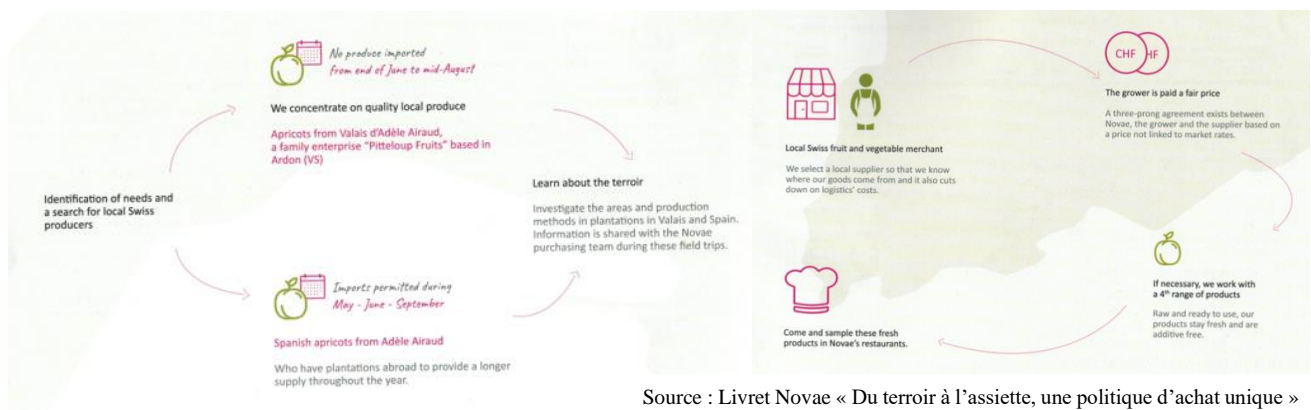 Identification of needs and
a search for local Swiss
producers
No produce imported
from end of June to mid-August
We concentrate on quality local produce
Apricots from Valais d'Adèle Airaud,
a family enterprise "Pitteloup Fruits" based in
Ardon (VS)
Imports permitted during
May - June - September
Spanish apricots from Adèle Airaud
Who have plantations abroad to provide a longer
supply throughout the year.
Learn about the terroir
Investigate the areas and production
methods in plantations in Valais and Spain.
Information is shared with the Novae
purchasing team during these field trips.
Local Swiss fruit and vegetable merchant
We select a local supplier so that we know
where our goods come from and it also cuts
down on logistics' costs.
CHF HF
The grower is paid a fair price
A three-prong agreement exists between
Novae, the grower and the supplier based on
a price not linked to market rates.
If necessary, we work with
a 4th range of products
Raw and ready to use, our
products stay fresh and are
additive free.
Come and sample these fresh
products in Novae's restaurants.
Source : Livret Novae « Du terroir à l'assiette, une politique d'achat unique »